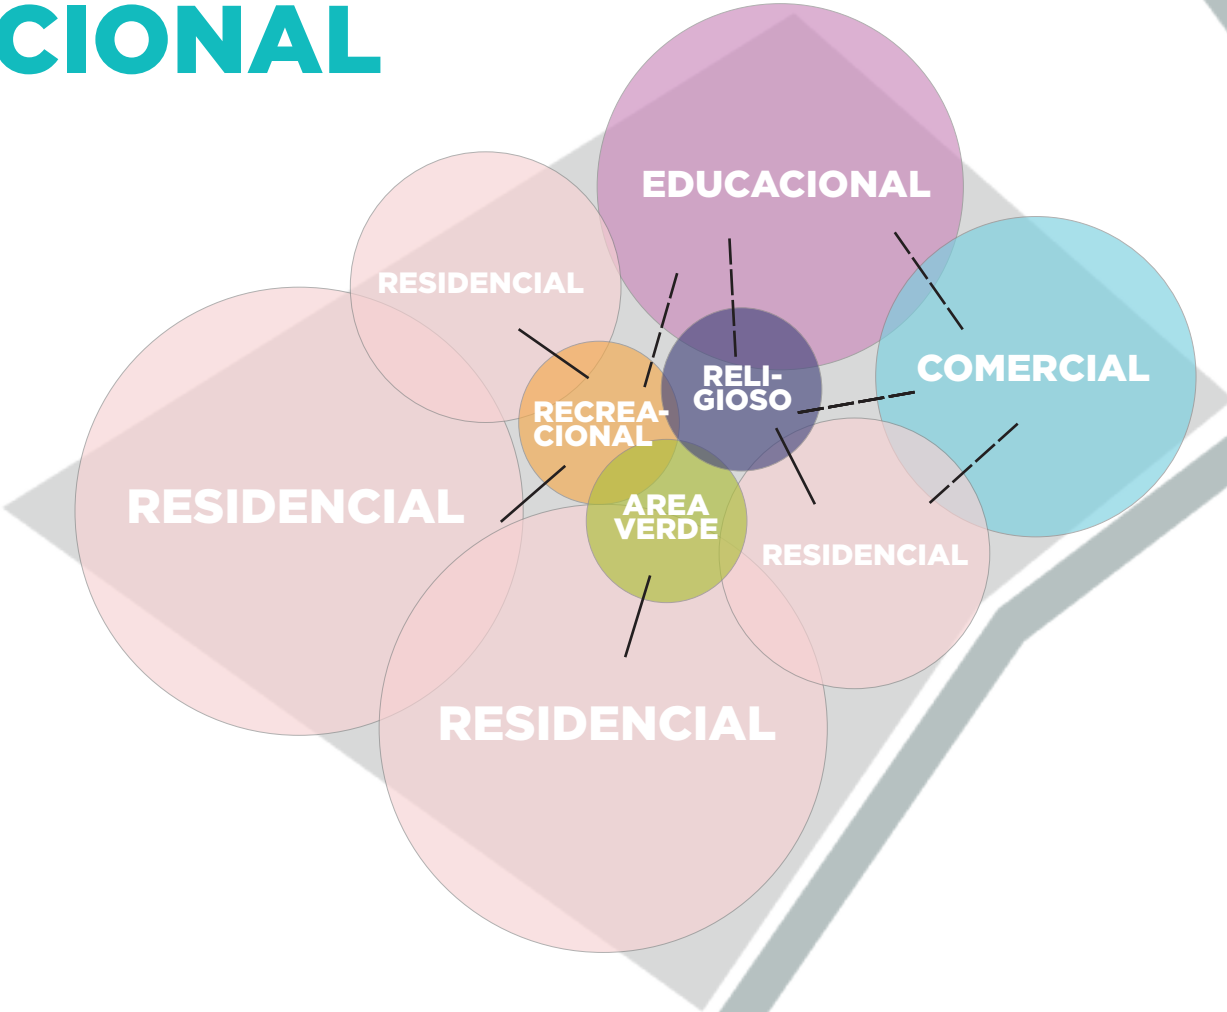 CIONAL
EDUCACIONAL
RESIDENCIAL
COMERCIAL
RELI-
GIOSO
RECREA-
CIONAL
RESIDENCIAL
AREA
VERDE
RESIDENCIAL
RESIDENCIAL